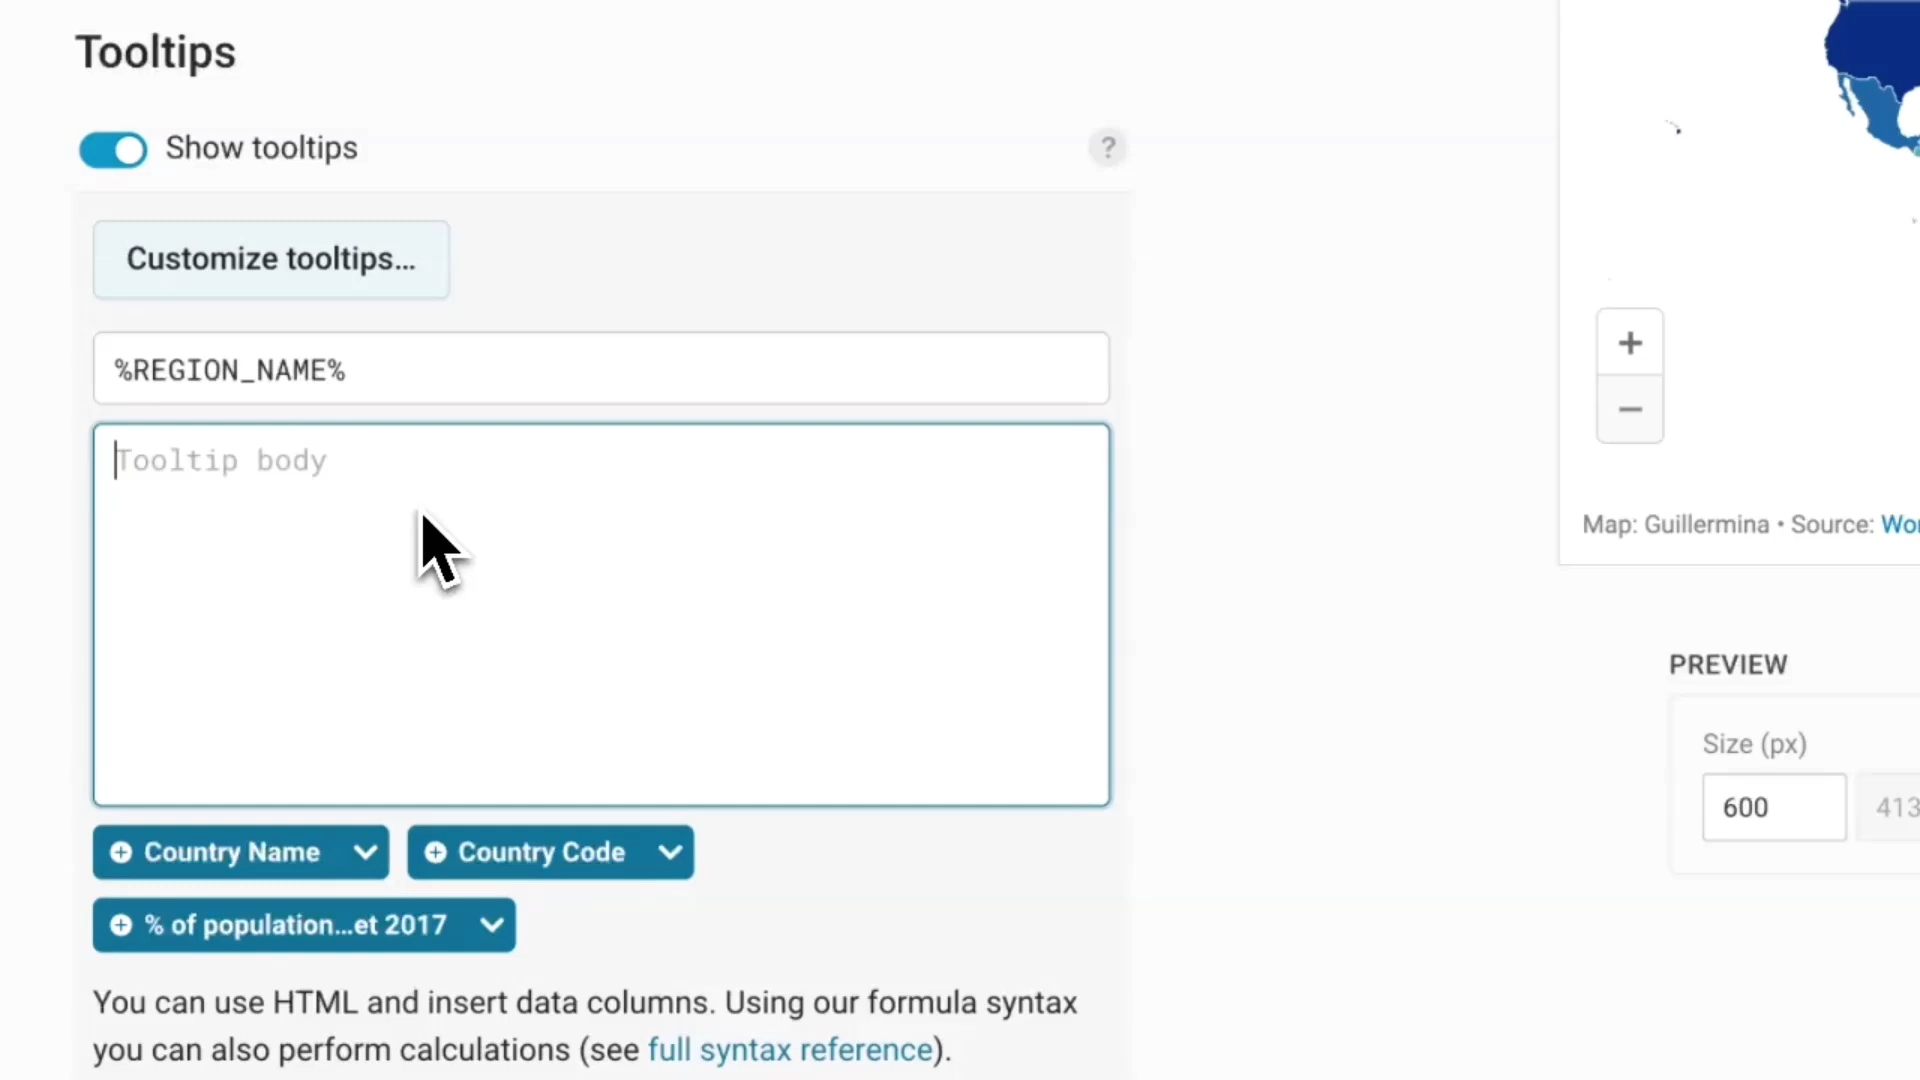 Tooltips
Show tooltips
?
Customize tooltips...
%REGION_NAME%
Tooltip body
Country Name
Country Code
% of population...et 2017
You can use HTML and insert data columns. Using our formula syntax
you can also perform calculations (see full syntax reference).
+
−
Map: Guillermina • Source: Wor
PREVIEW
Size (px)
600
413